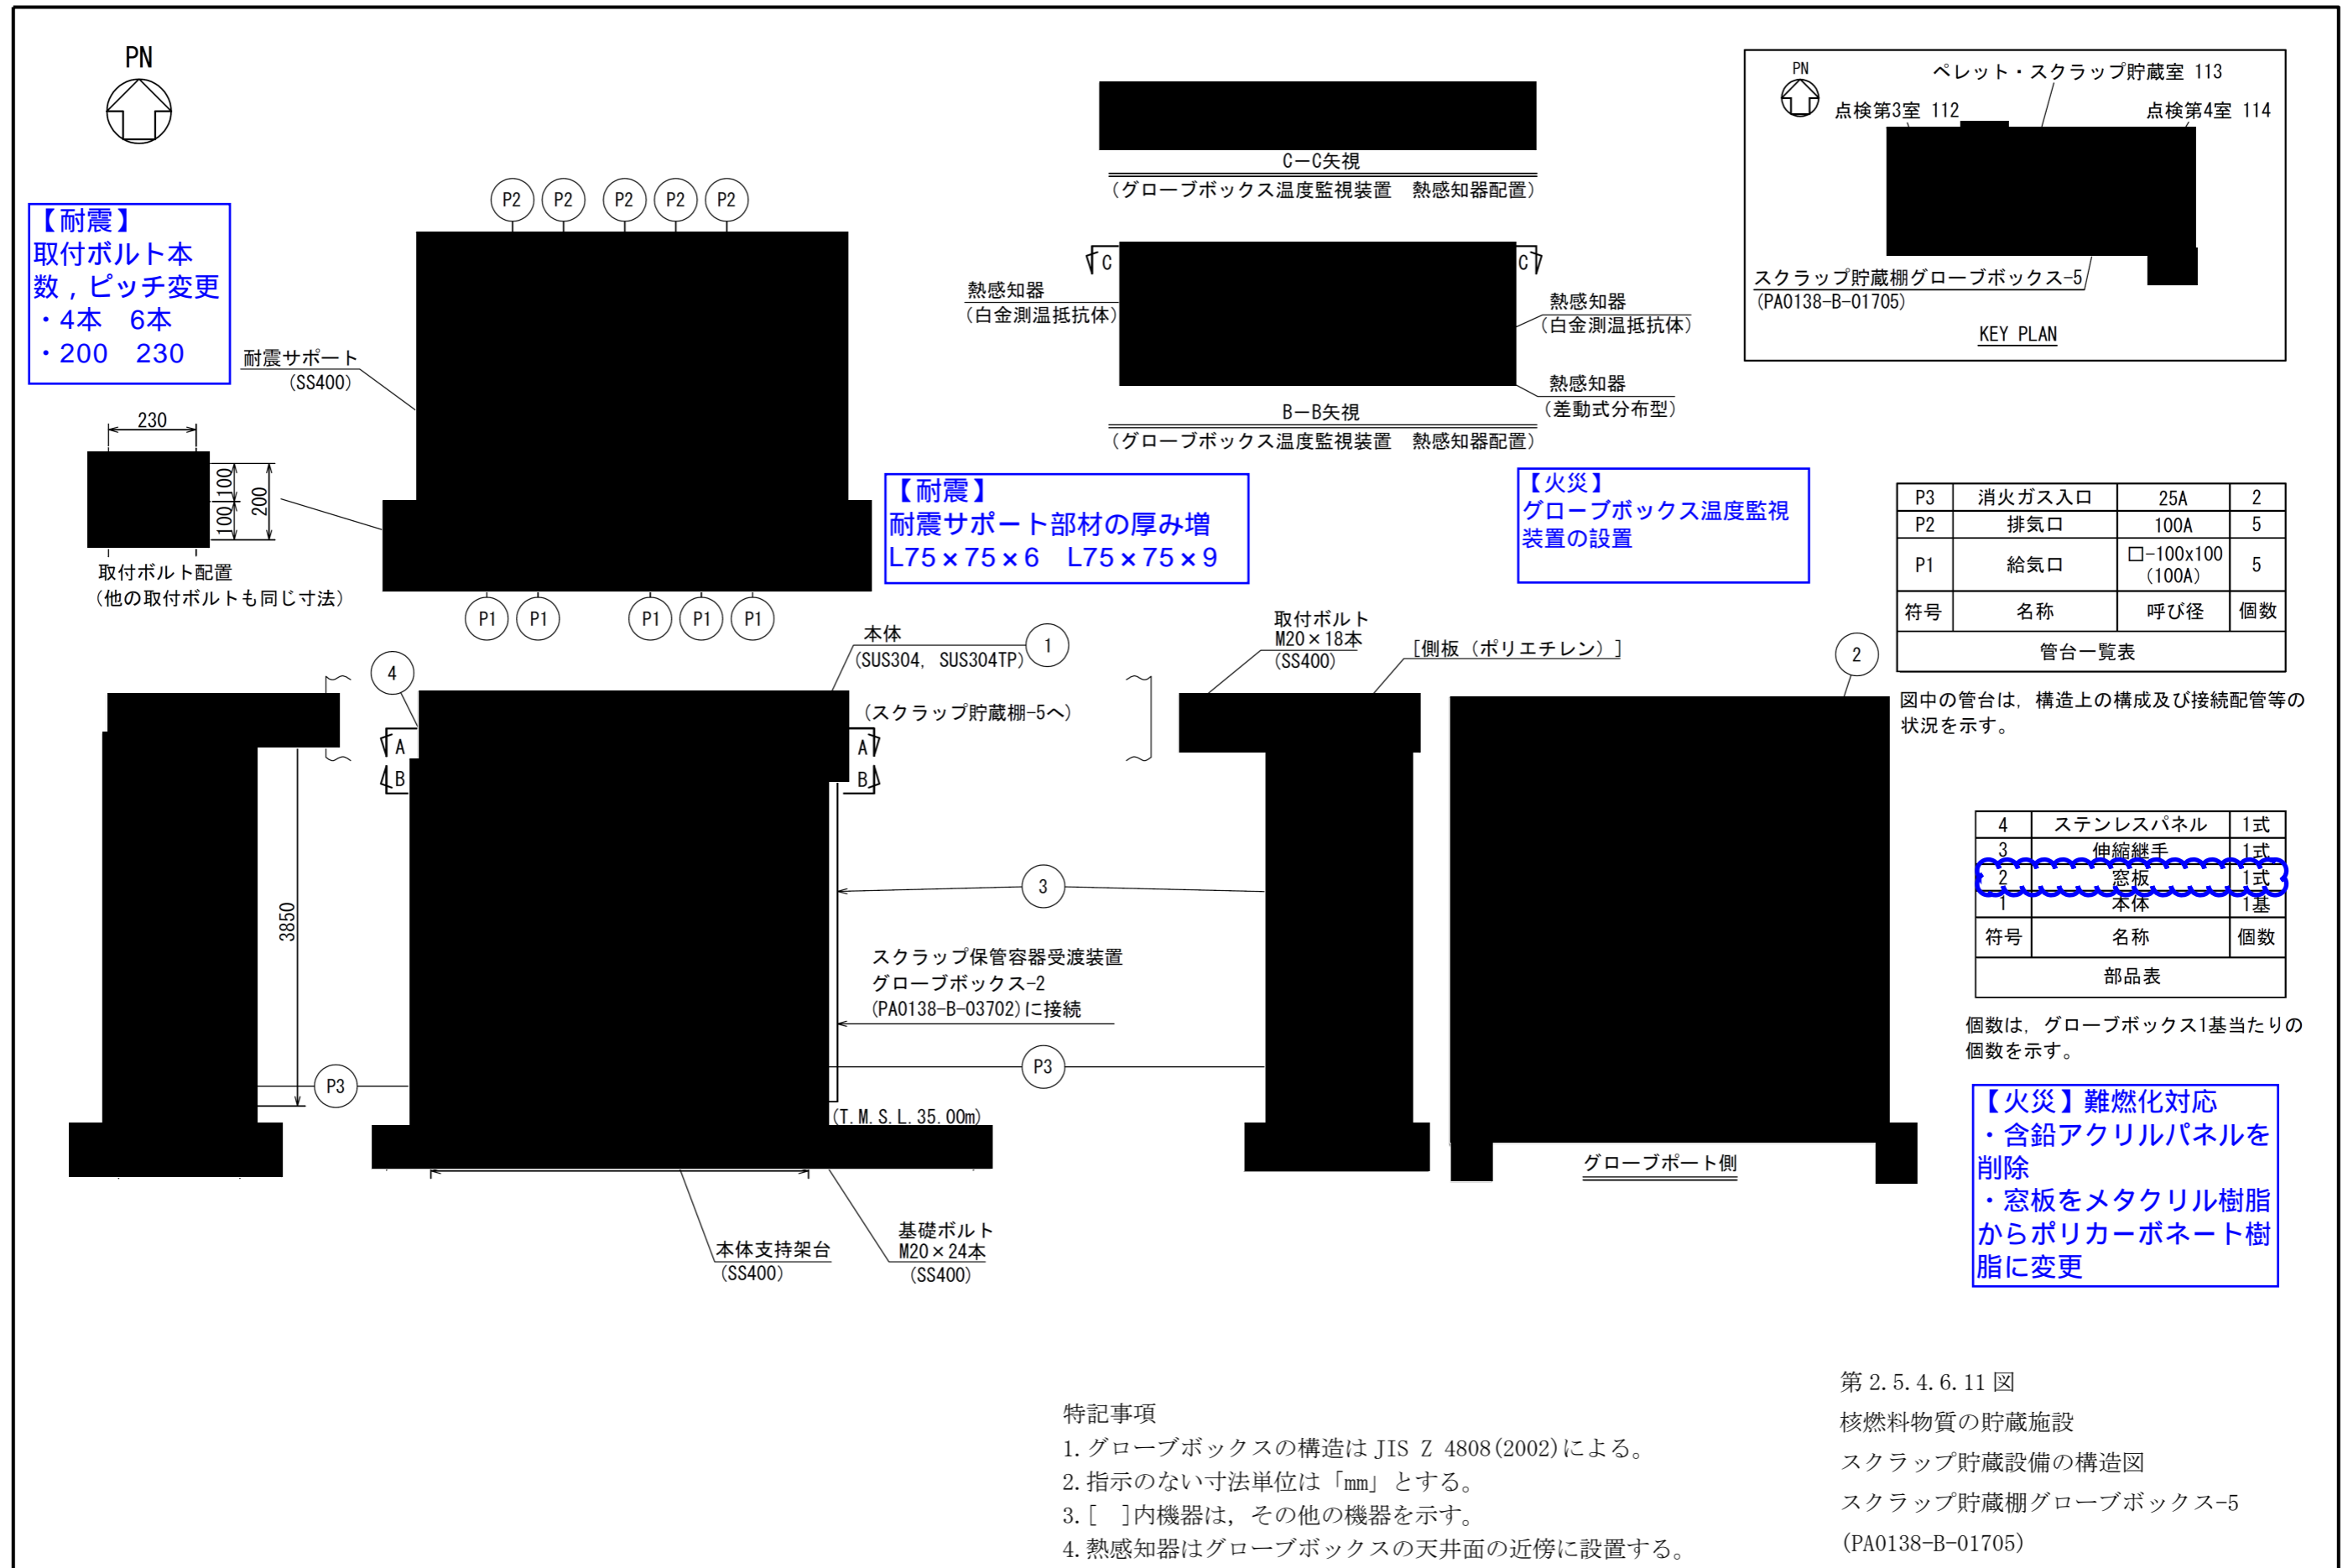 PN
【耐震】
取付ボルト本
数，ピッチ変更
・4本　6本
・200　230
P2 P2 P2 P2 P2
耐震サポート
(SS400)
230
100
100
200
取付ボルト配置
(他の取付ボルトも同じ寸法)
P1 P1 P1 P1 P1
C－C矢視
(グローブボックス温度監視装置　熱感知器配置)
C C
熱感知器
(白金測温抵抗体)
熱感知器
(白金測温抵抗体)
熱感知器
(差動式分布型)
B－B矢視
(グローブボックス温度監視装置　熱感知器配置)
PN
ペレット・スクラップ貯蔵室 113
点検第3室 112
点検第4室 114
スクラップ貯蔵棚グローブボックス-5
(PA0138-B-01705)
KEY PLAN
【耐震】
耐震サポート部材の厚み増
L75×75×6　L75×75×9
【火災】
グローブボックス温度監視
装置の設置
P3 消火ガス入口 25A 2
P2 排気口 100A 5
P1 給気口 □-100x100 (100A) 5
符号 名称 呼び径 個数
管台一覧表
図中の管台は, 構造上の構成及び接続配管等の
状況を示す。
4
本体
(SUS304, SUS304TP)
1
(スクラップ貯蔵棚-5へ)
A A
B B
取付ボルト
M20×18本
(SS400)
[側板（ポリエチレン）]
2
3850
3
スクラップ保管容器受渡装置
グローブボックス-2
(PA0138-B-03702)に接続
P3
P3
(T.M.S.L.35.00m)
本体支持架台
(SS400)
基礎ボルト
M20×24本
(SS400)
グローブポート側
4 ステンレスパネル 1式
3 伸縮継手 1式
2 窓板 1式
1 本体 1基
符号 名称 個数
部品表
個数は, グローブボックス1基当たりの
個数を示す。
【火災】難燃化対応
・含鉛アクリルパネルを
削除
・窓板をメタクリル樹脂
からポリカーボネート樹
脂に変更
特記事項
1.グローブボックスの構造は JIS Z 4808(2002)による。
2.指示のない寸法単位は「mm」とする。
3.[　]内機器は, その他の機器を示す。
4.熱感知器はグローブボックスの天井面の近傍に設置する。
第 2.5.4.6.11 図
核燃料物質の貯蔵施設
スクラップ貯蔵設備の構造図
スクラップ貯蔵棚グローブボックス-5
(PA0138-B-01705)